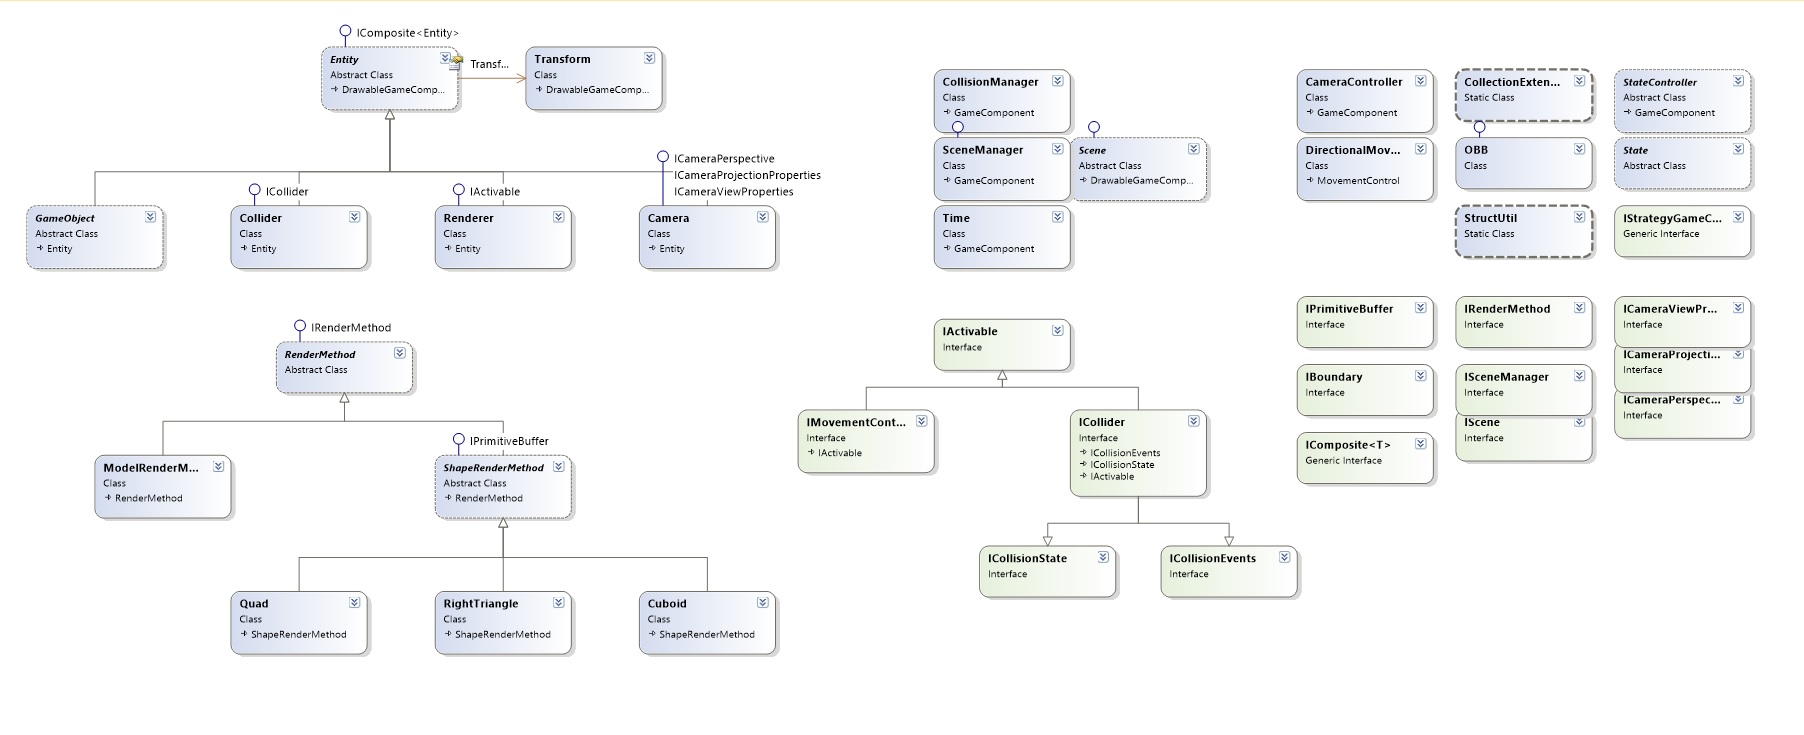 IComposite<Entity>
Entity
Abstract Class
DrawableGameComp...
Transf...
Transform
Class
DrawableGameComp...
ICameraPerspective
ICameraProjectionProperties
ICameraViewProperties
ICollider
IActivable
GameObject
Abstract Class
Entity
Collider
Class
Entity
Renderer
Class
Entity
Camera
Class
Entity
IRenderMethod
RenderMethod
Abstract Class
IPrimitiveBuffer
ModelRenderM...
Class
RenderMethod
ShapeRenderMethod
Abstract Class
RenderMethod
Quad
Class
ShapeRenderMethod
RightTriangle
Class
ShapeRenderMethod
Cuboid
Class
ShapeRenderMethod
CollisionManager
Class
GameComponent
SceneManager
Class
GameComponent
Scene
Abstract Class
DrawableGameComp...
Time
Class
GameComponent
IActivable
Interface
IMovementCont...
Interface
IActivable
ICollider
Interface
ICollisionEvents
ICollisionState
IActivable
ICollisionState
Interface
ICollisionEvents
Interface
CameraController
Class
GameComponent
CollectionExten...
Static Class
StateController
Abstract Class
GameComponent
DirectionalMov...
Class
MovementControl
OBB
Class
State
Abstract Class
StructUtil
Static Class
IStrategyGameC...
Generic Interface
IPrimitiveBuffer
Interface
IRenderMethod
Interface
ICameraViewPr...
Interface
ICameraProjecti...
Interface
IBoundary
Interface
ISceneManager
Interface
ICameraPerspec...
Interface
IScene
Interface
IComposite<T>
Generic Interface